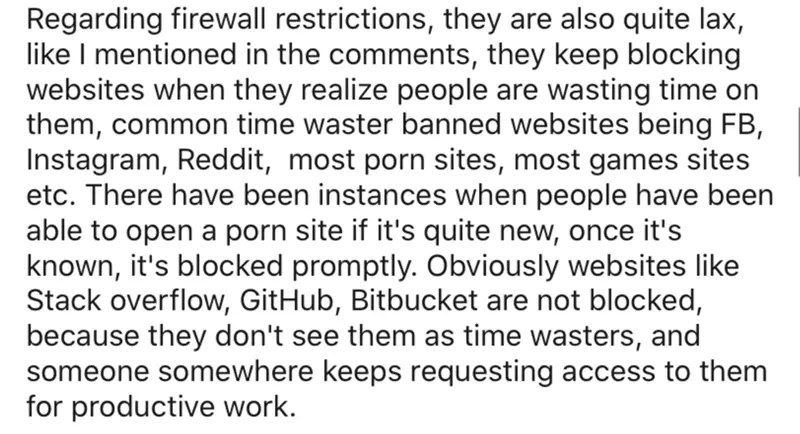 Regarding firewall restrictions, they are also quite lax,
like I mentioned in the comments, they keep blocking
websites when they realize people are wasting time on
them, common time waster banned websites being FB,
Instagram, Reddit,  most porn sites, most games sites
etc. There have been instances when people have been
able to open a porn site if it's quite new, once it's
known, it's blocked promptly. Obviously websites like
Stack overflow, GitHub, Bitbucket are not blocked,
because they don't see them as time wasters, and
someone somewhere keeps requesting access to them
for productive work.